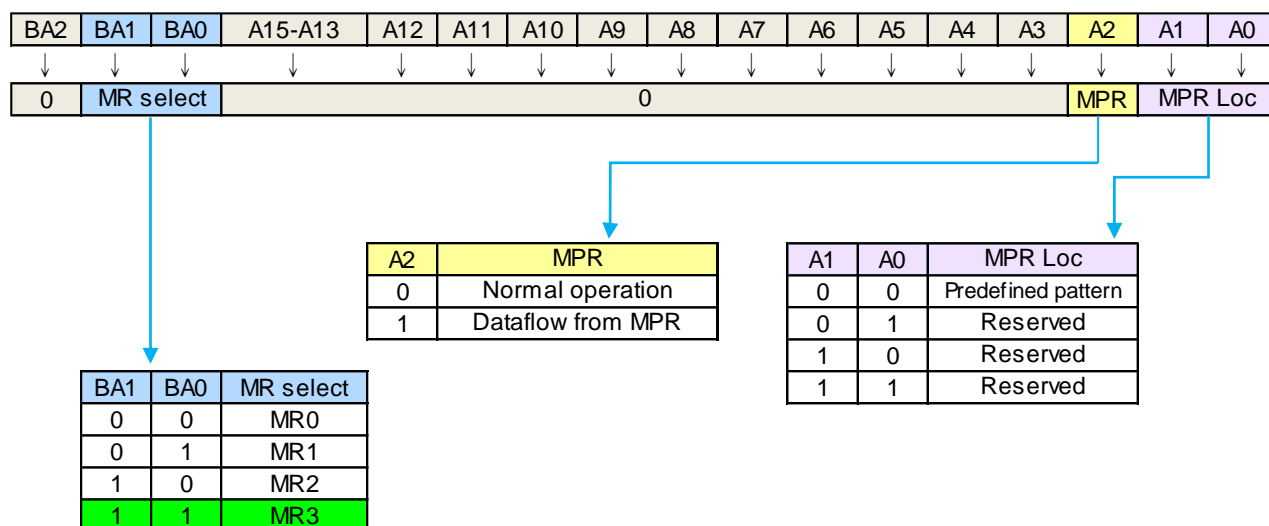 BA2 BA1 BA0 A15-A13 A12 A11 A10 A9 A8 A7 A6 A5 A4 A3 A2 A1 A0
0 MR select 0 MPR MPR Loc
A2 MPR
0 Normal operation
1 Dataflow from MPR
A1 A0 MPR Loc
0 0 Predefined pattern
0 1 Reserved
1 0 Reserved
1 1 Reserved
BA1 BA0 MR select
0 0 MR0
0 1 MR1
1 0 MR2
1 1 MR3